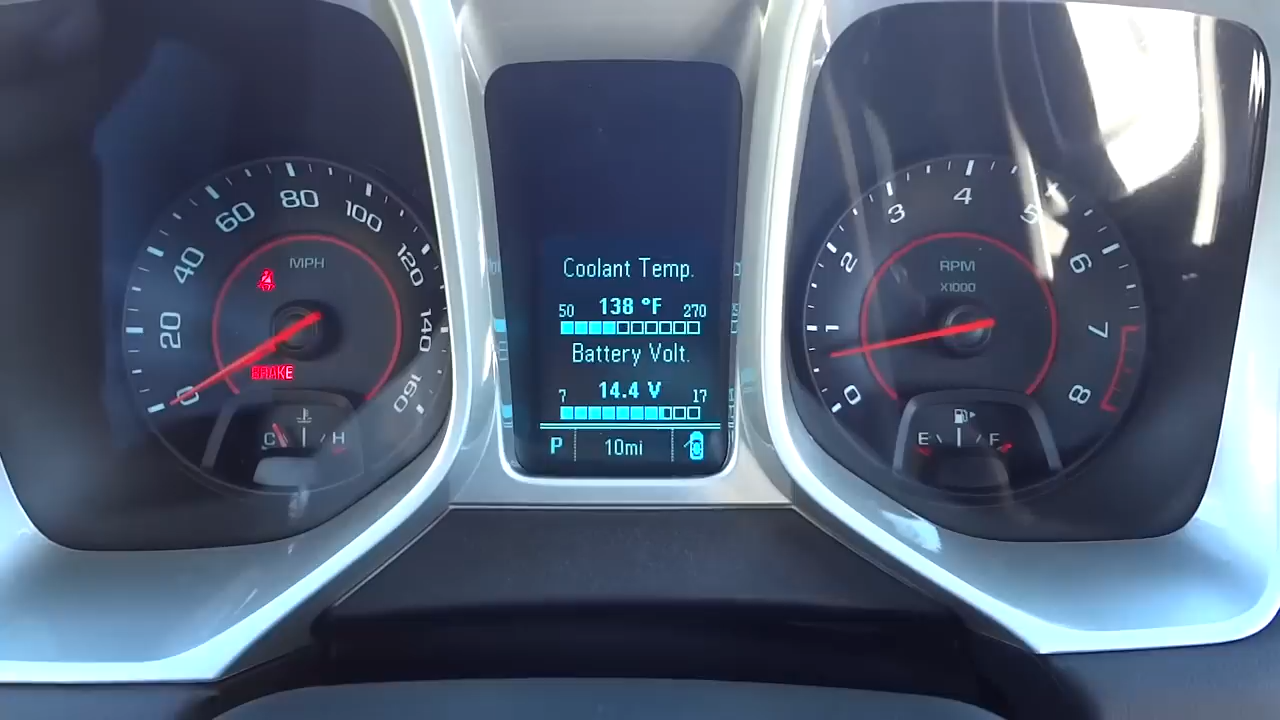 0
20
40
60
80
100
120
140
160
MPH
BRAKE
C H
Coolant Temp.
138 °F
50 270
Battery Volt.
14.4 V
7 17
P 10mi
0
1
2
3
4
5
6
7
8
RPM
X1000
E F